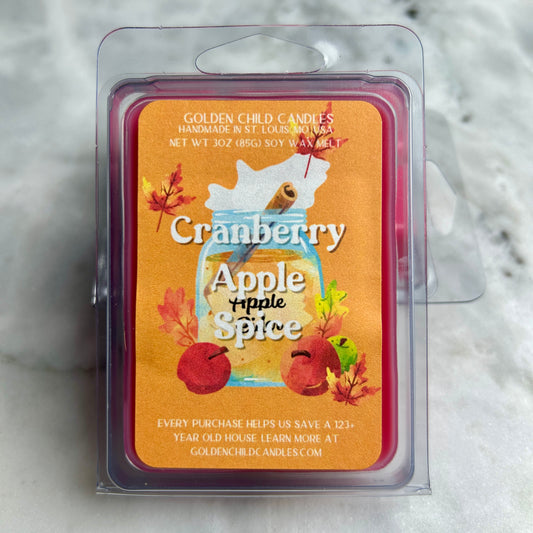 GOLDEN CHILD CANDLES
HANDMADE IN ST. LOUIS, MO, USA
NET WT 3OZ (85G) SOY WAX MELT
Cranberry
Apple
Apple
Spice
EVERY PURCHASE HELPS US SAVE A 123+
YEAR OLD HOUSE. LEARN MORE AT
GOLDENCHILDCANDLES.COM